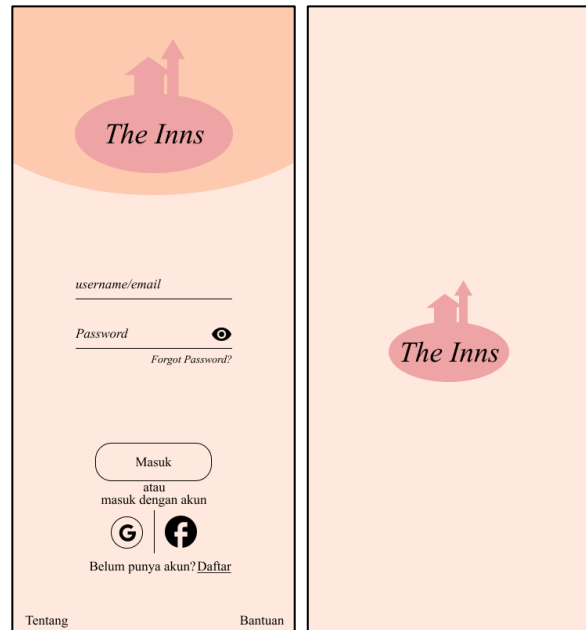 The Inns
username/email
Password
Forgot Password?
Masuk
atau
masuk dengan akun
G
f
Belum punya akun? Daftar
Tentang
Bantuan
The Inns